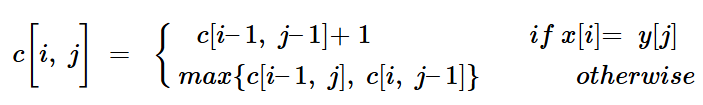 c[i, j] = { c[i-1, j-1]+1 if x[i]= y[j]
max{c[i-1, j], c[i, j-1]} otherwise